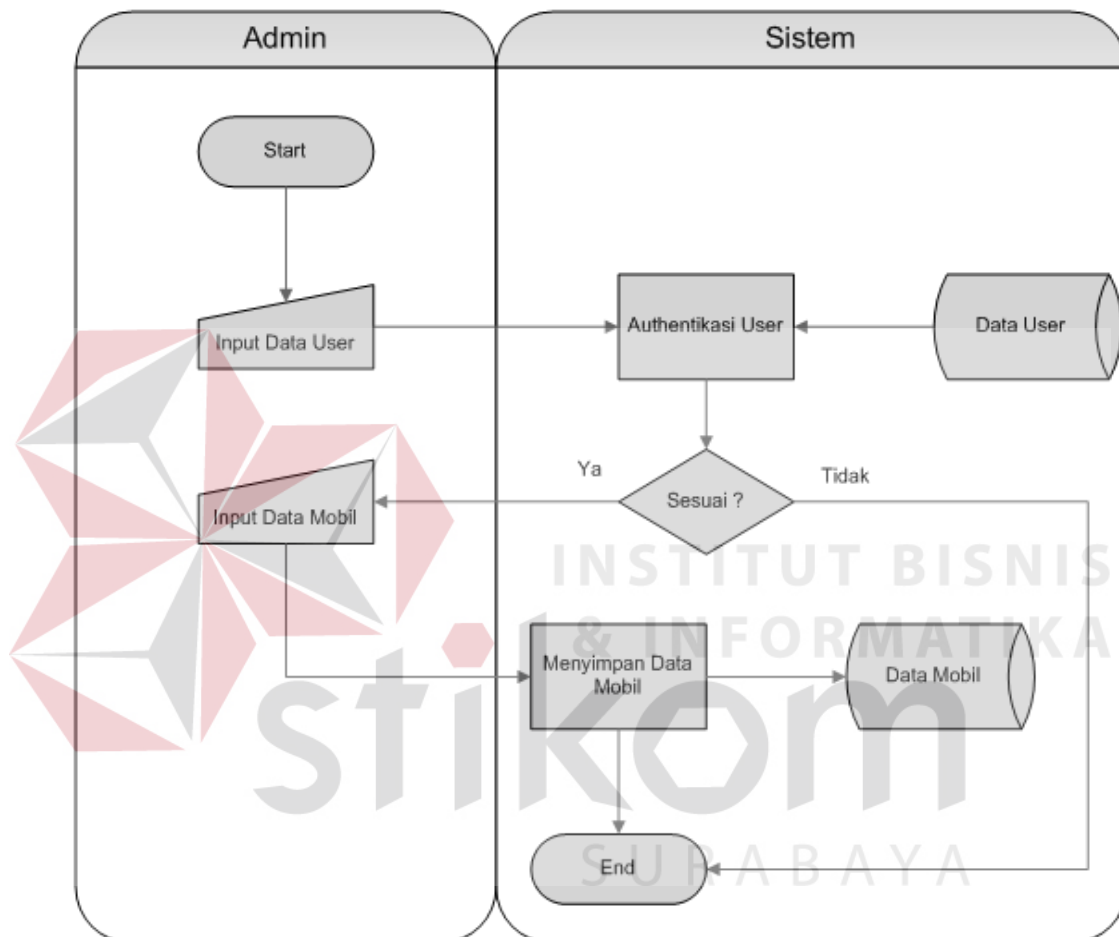 Admin
Sistem
Start
Input Data User
Authentikasi User
Data User
Ya
Tidak
Sesuai ?
Input Data Mobil
INSTITUT BISNIS
& INFORMATIKA
Menyimpan Data
Mobil
Data Mobil
stikom
End
SURABAYA